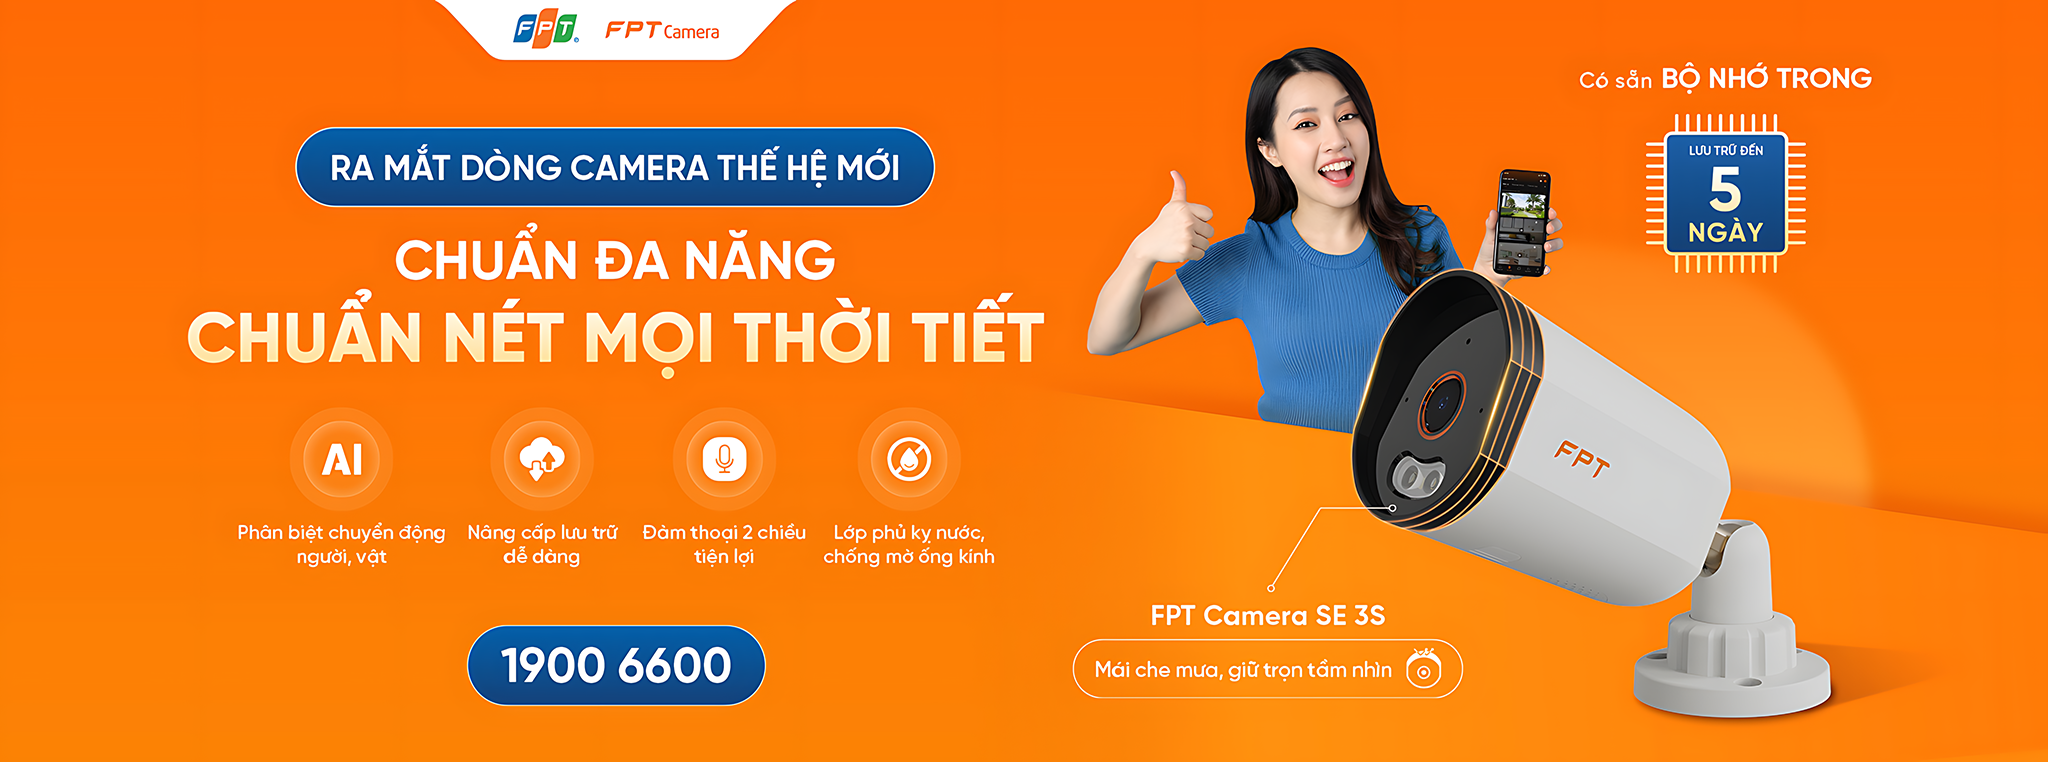 FPT
FPT Camera
RA MẮT DÒNG CAMERA THẾ HỆ MỚI
CHUẨN ĐA NĂNG
CHUẨN NÉT MỌI THỜI TIẾT
AI
Phân biệt chuyển động
người, vật
Nâng cấp lưu trữ
dễ dàng
Đàm thoại 2 chiều
tiện lợi
Lớp phủ kỵ nước,
chống mờ ống kính
1900 6600
Có sẵn BỘ NHỚ TRONG
LƯU TRỮ ĐẾN
5
NGÀY
FPT
FPT Camera SE 3S
Mái che mưa, giữ trọn tầm nhìn